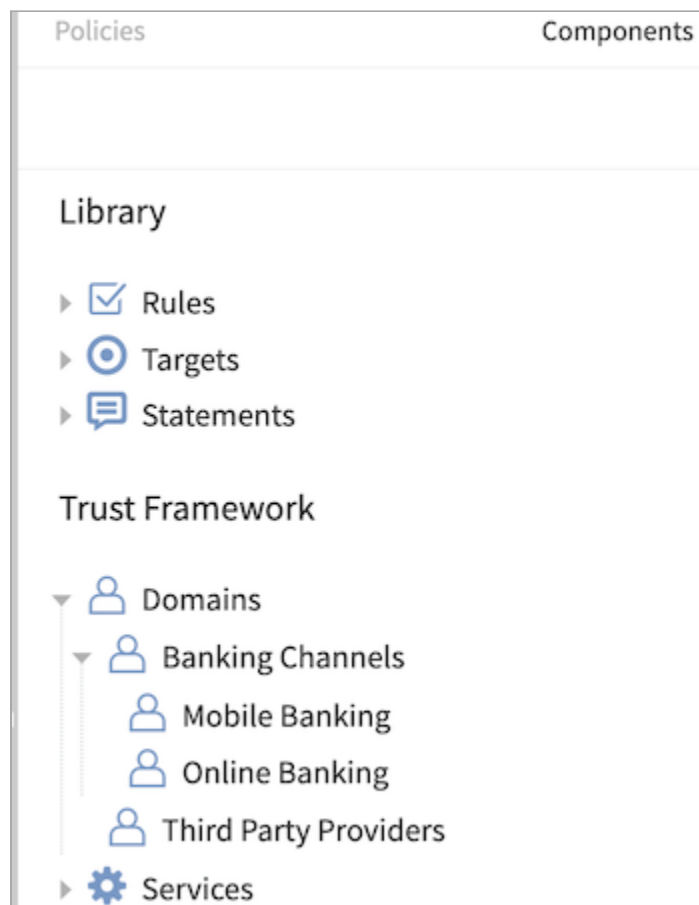 Policies Components
Library
Rules
Targets
Statements
Trust Framework
Domains
Banking Channels
Mobile Banking
Online Banking
Third Party Providers
Services